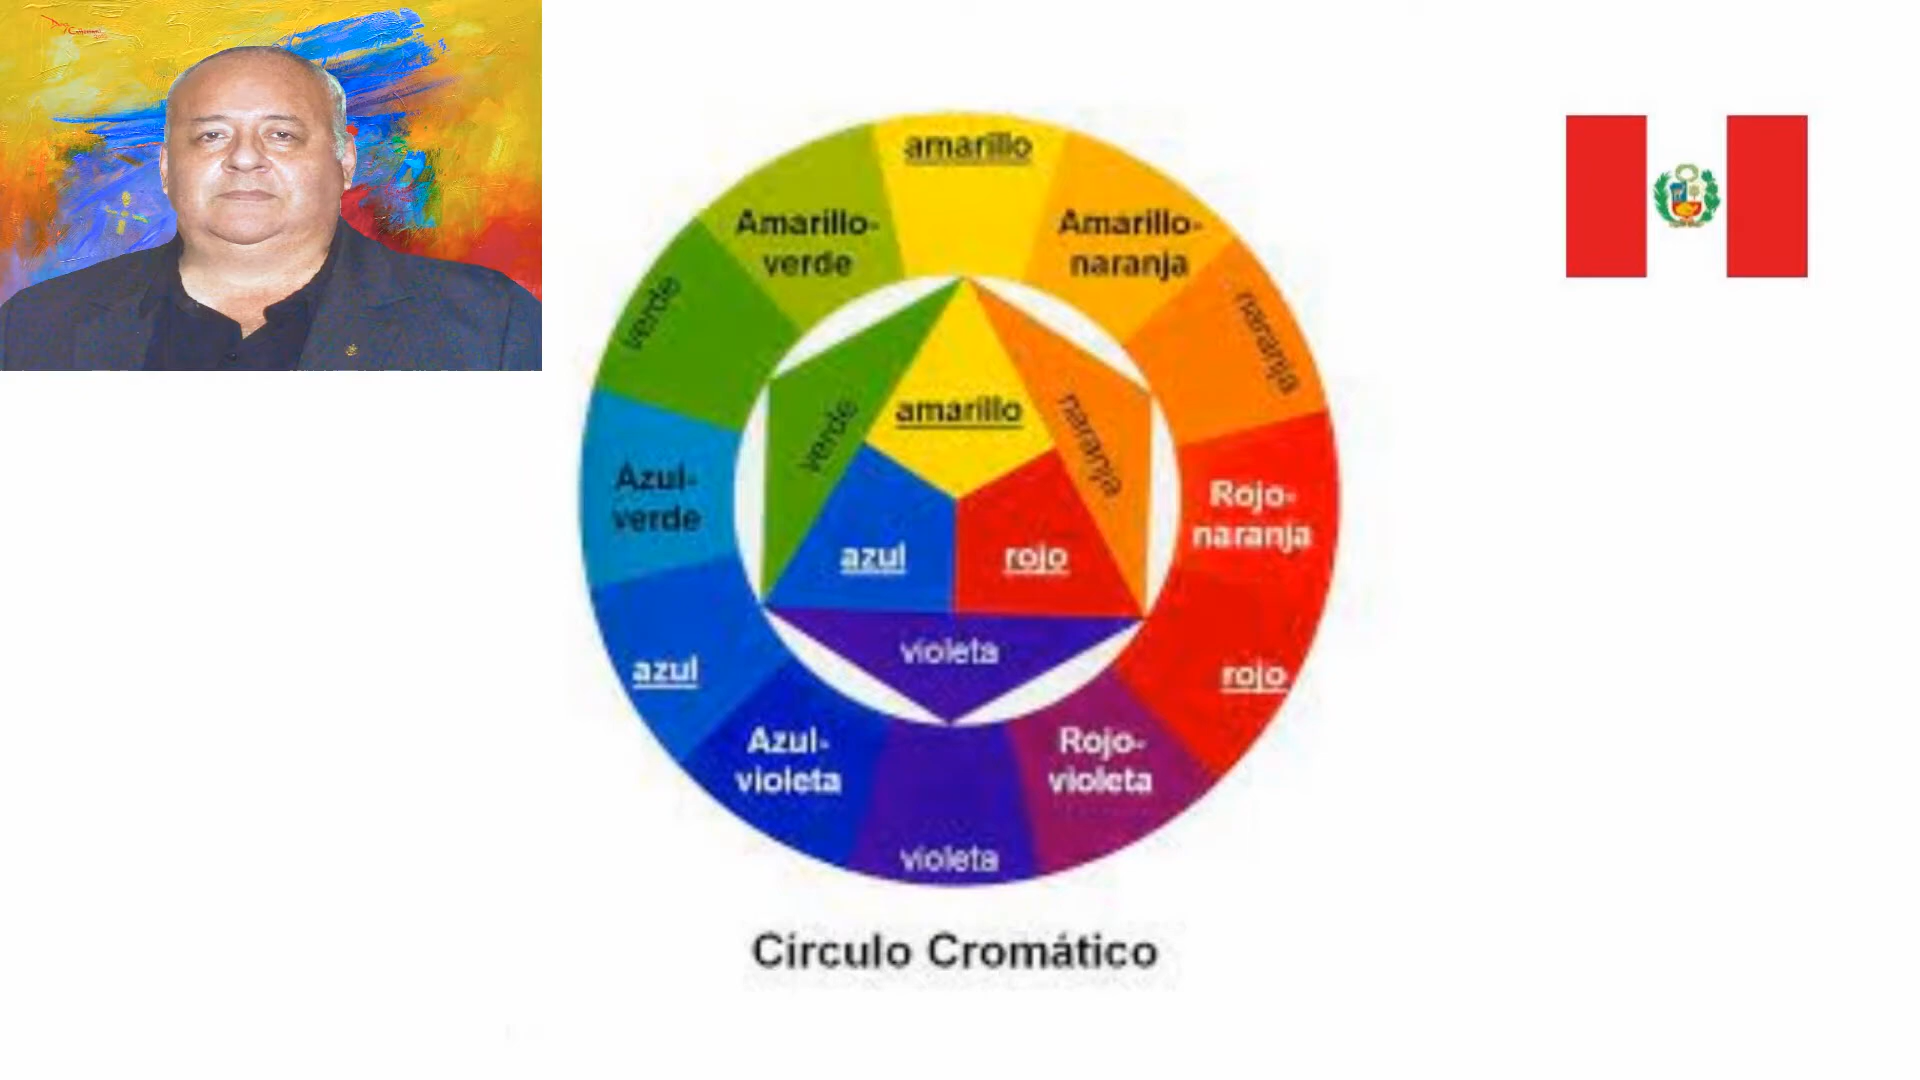 amarillo
Amarillo-
verde
Amarillo-
naranja
verde
naranja
amarillo
verde
naranja
Azul-
verde
Rojo-
naranja
azul
rojo
violeta
azul
rojo
Azul-
violeta
Rojo-
violeta
violeta
Círculo Cromático